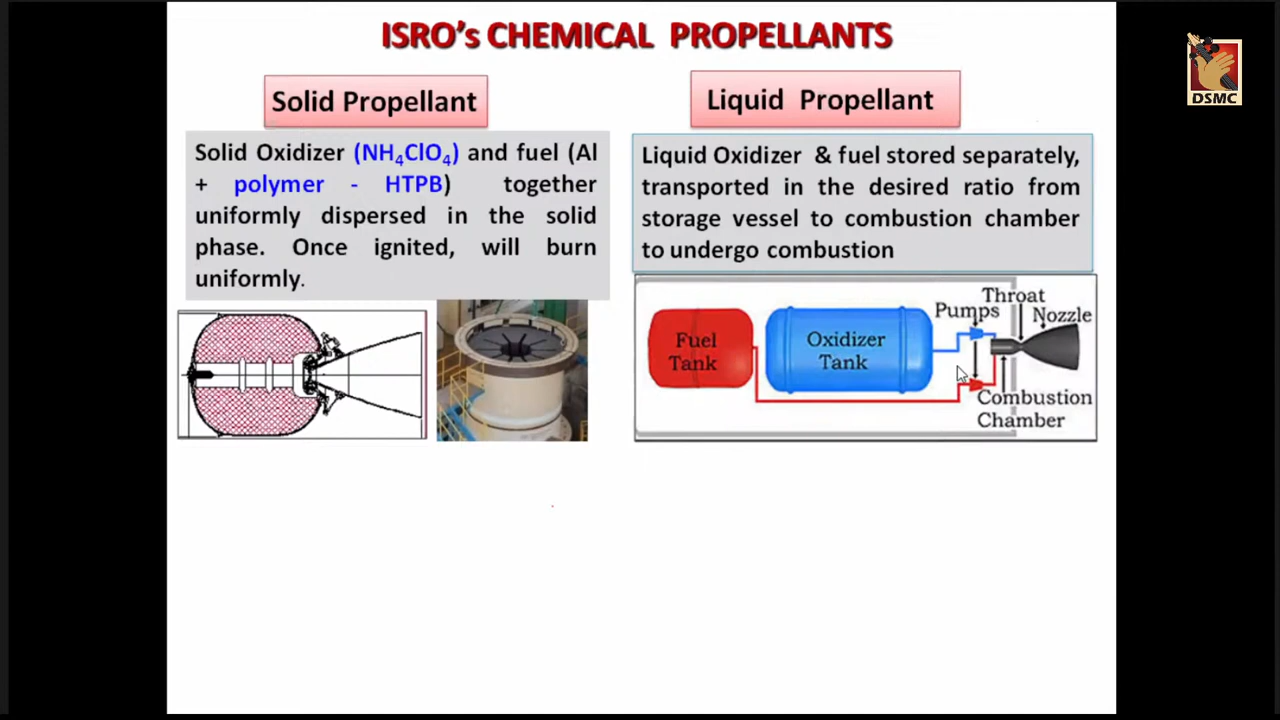 ISRO's CHEMICAL PROPELLANTS
DSMC
Solid Propellant
Solid Oxidizer (NH₄ClO₄) and fuel (Al
+ polymer - HTPB) together
uniformly dispersed in the solid
phase. Once ignited, will burn
uniformly.
Liquid Propellant
Liquid Oxidizer & fuel stored separately,
transported in the desired ratio from
storage vessel to combustion chamber
to undergo combustion
Fuel
Tank
Oxidizer
Tank
Pumps
Throat
Nozzle
Combustion
Chamber